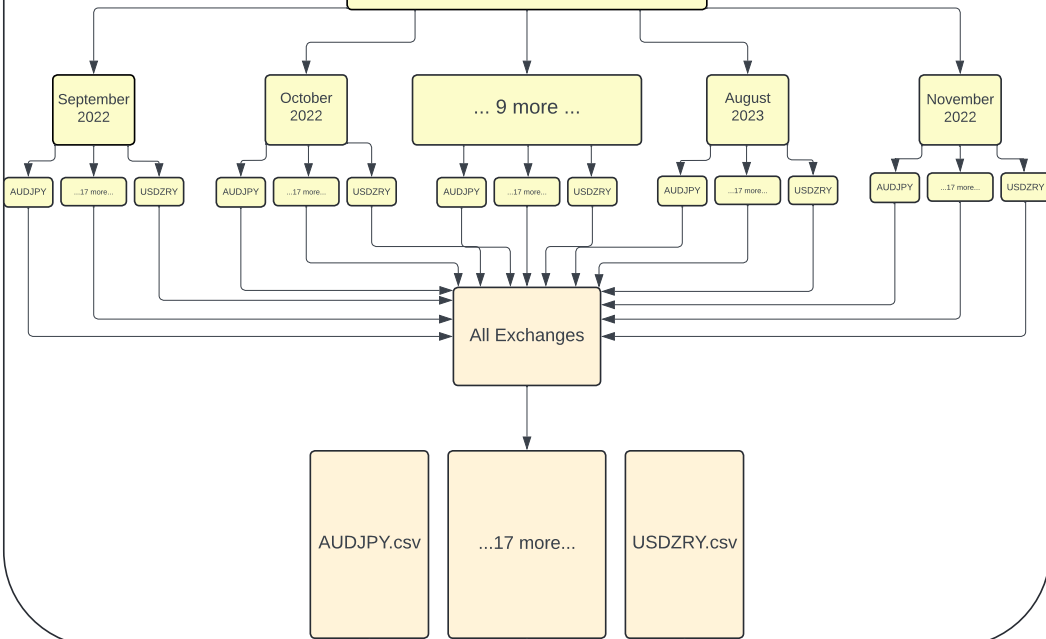 September
2022
October
2022
... 9 more ...
August
2023
November
2022
AUDJPY
...17 more...
USDZRY
AUDJPY
...17 more...
USDZRY
AUDJPY
...17 more...
USDZRY
AUDJPY
...17 more...
USDZRY
AUDJPY
...17 more...
USDZRY
All Exchanges
AUDJPY.csv
...17 more...
USDZRY.csv